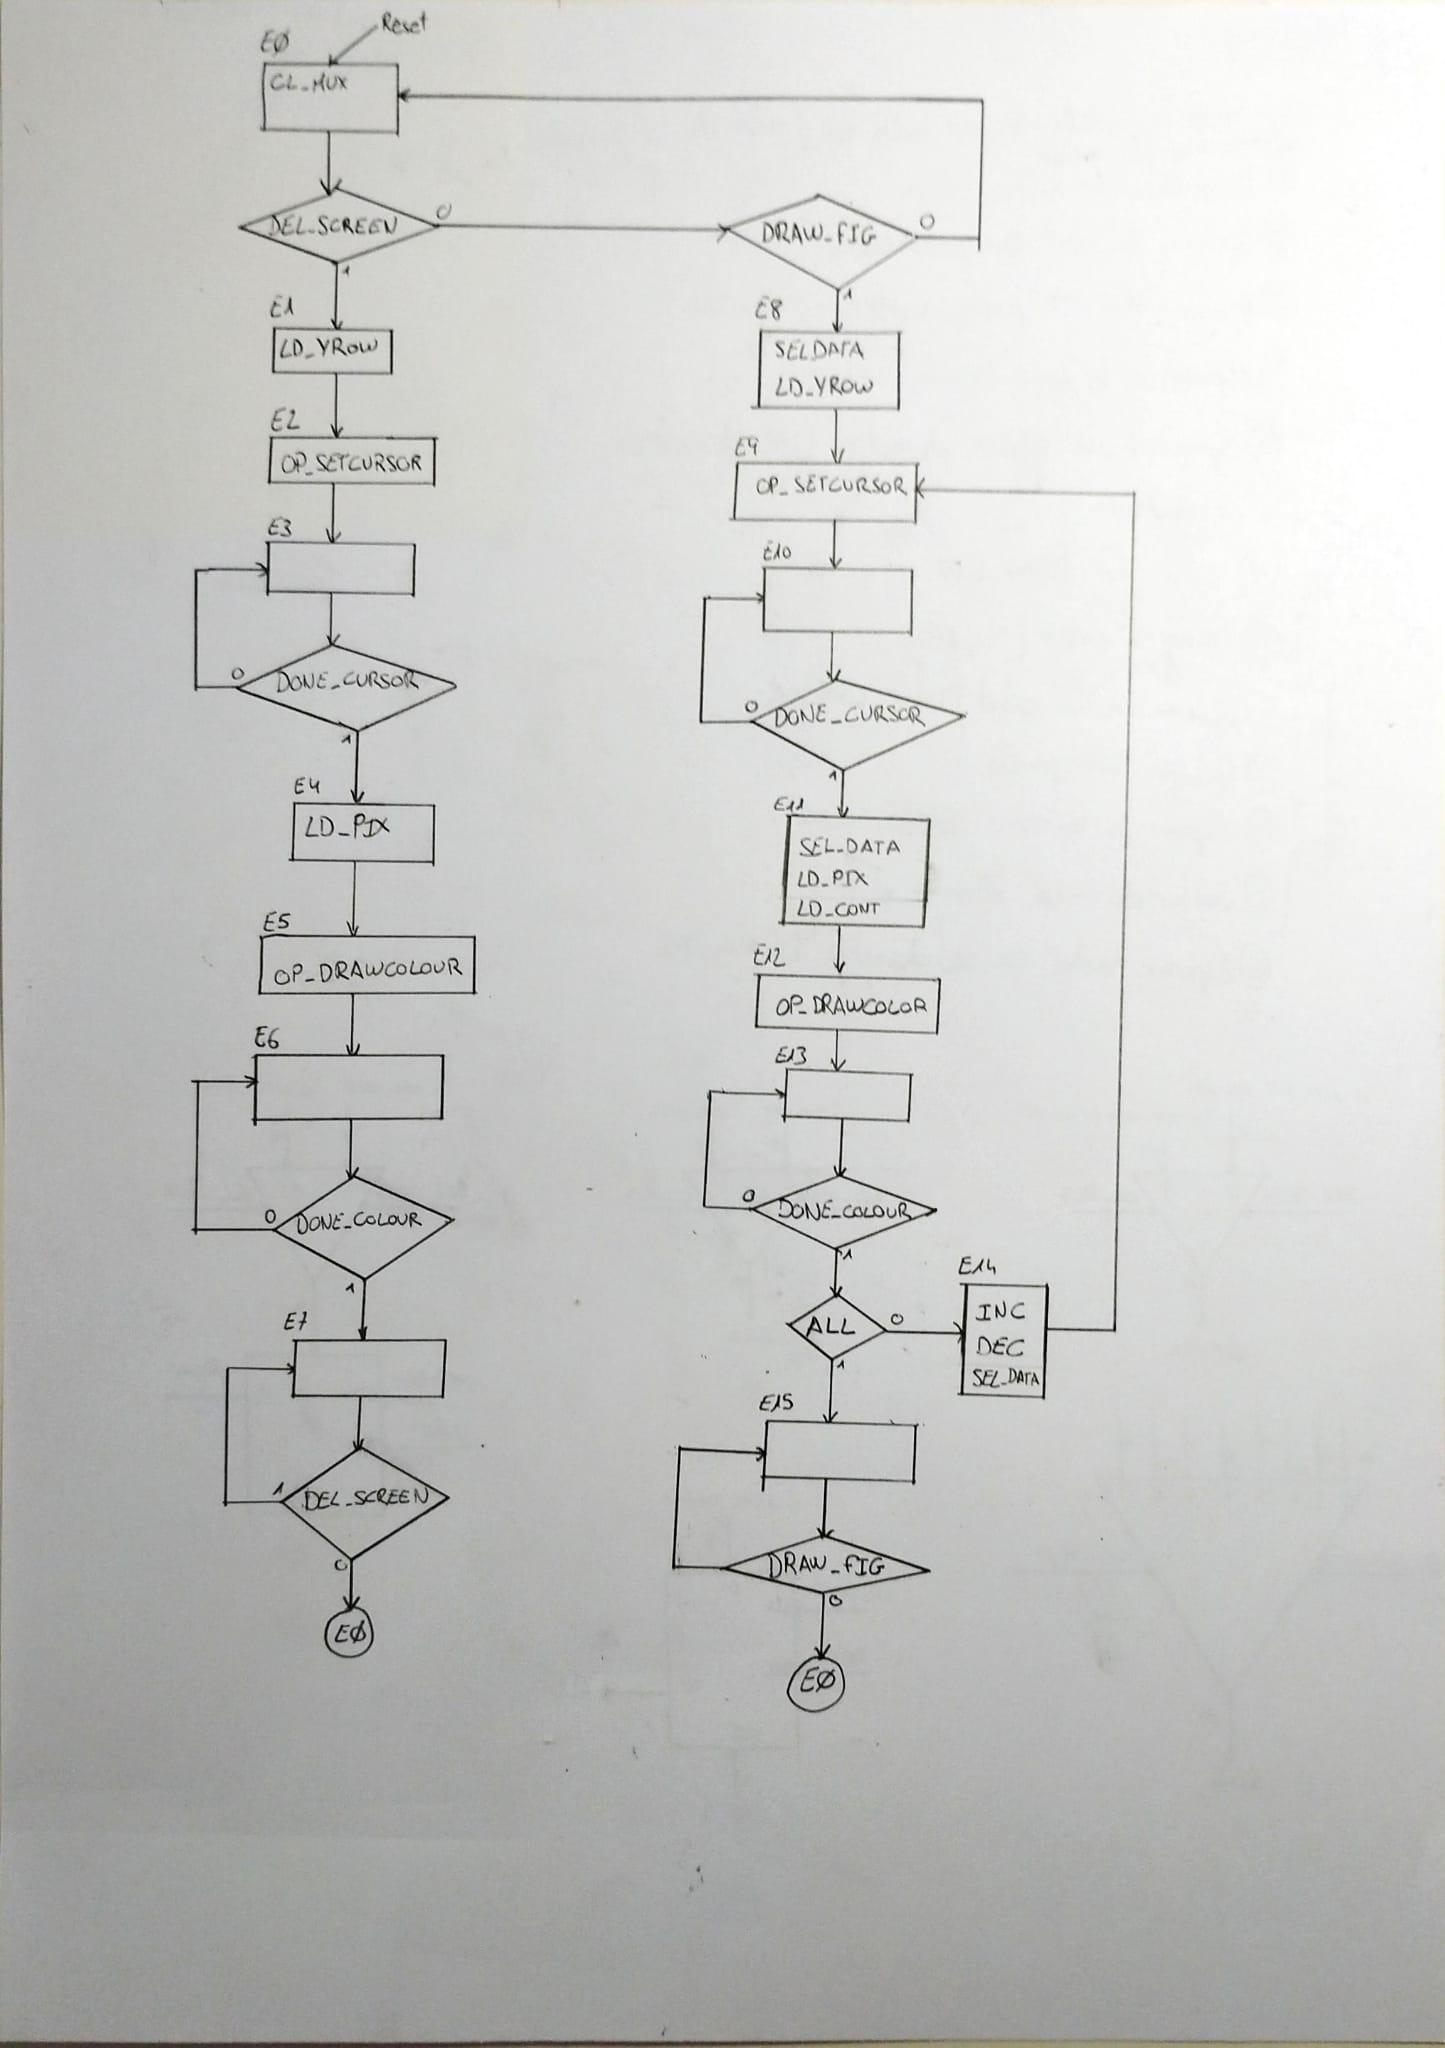 Reset
EØ
CL_MUX
DEL_SCREEN
0
1
E1
LD_YROW
E2
OP_SETCURSOR
E3
DONE_CURSOR
0
1
E4
LD_PIX
E5
OP_DRAWCOLOUR
E6
DONE_COLOUR
0
1
E7
DEL_SCREEN
1
0
EØ
DRAW_FIG
0
1
E8
SELDATA
LD_YROW
E9
OP_SETCURSOR
E10
DONE_CURSOR
0
1
E11
SEL_DATA
LD_PIX
LD_CONT
E12
OP_DRAWCOLOR
E13
DONE_COLOUR
0
1
ALL
0
1
E14
INC
DEC
SEL_DATA
E15
DRAW_FIG
0
EØ